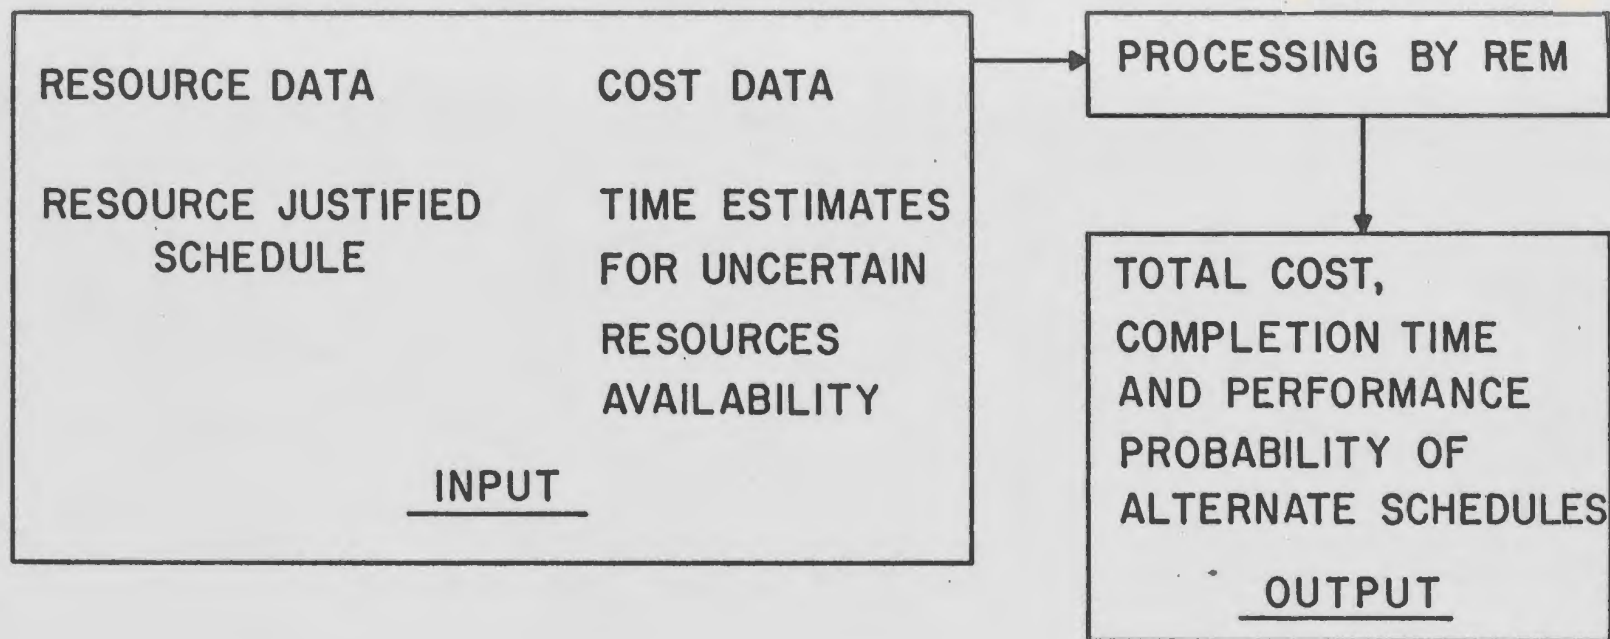 RESOURCE DATA
RESOURCE JUSTIFIED
SCHEDULE
COST DATA
TIME ESTIMATES
FOR UNCERTAIN
RESOURCES
AVAILABILITY
INPUT
PROCESSING BY REM
TOTAL COST,
COMPLETION TIME
AND PERFORMANCE
PROBABILITY OF
ALTERNATE SCHEDULES
OUTPUT